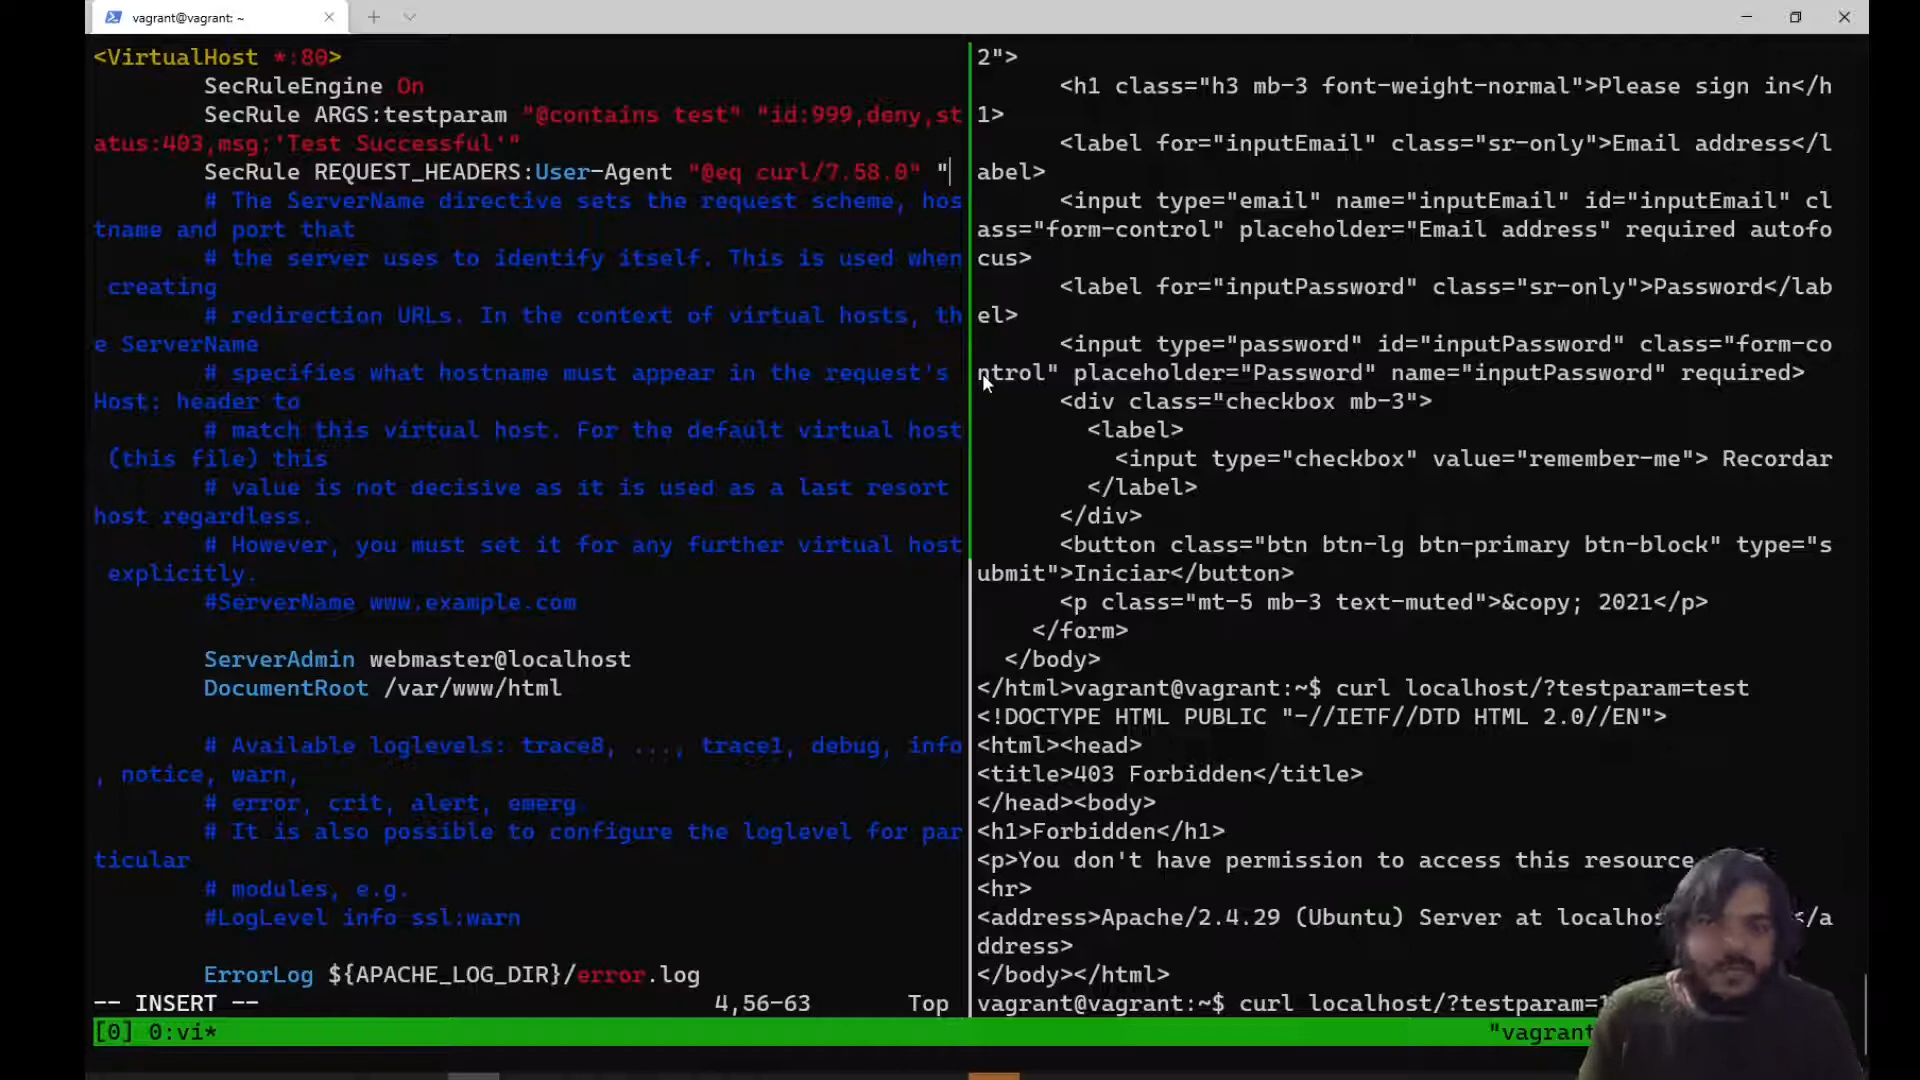 vagrant@vagrant: ~
<VirtualHost *:80>
SecRuleEngine On
SecRule ARGS:testparam "@contains test" "id:999,deny,st
atus:403,msg:'Test Successful'"
SecRule REQUEST_HEADERS:User-Agent "@eq curl/7.58.0" "
# The ServerName directive sets the request scheme, hos
tname and port that
# the server uses to identify itself. This is used when
creating
# redirection URLs. In the context of virtual hosts, th
e ServerName
# specifies what hostname must appear in the request's
Host: header to
# match this virtual host. For the default virtual host
(this file) this
# value is not decisive as it is used as a last resort
host regardless.
# However, you must set it for any further virtual host
explicitly.
#ServerName www.example.com
ServerAdmin webmaster@localhost
DocumentRoot /var/www/html
# Available loglevels: trace8, ..., trace1, debug, info
, notice, warn,
# error, crit, alert, emerg.
# It is also possible to configure the loglevel for par
ticular
# modules, e.g.
#LogLevel info ssl:warn
ErrorLog ${APACHE_LOG_DIR}/error.log
-- INSERT -- 4,56-63 Top
2">
<h1 class="h3 mb-3 font-weight-normal">Please sign in</h
1>
<label for="inputEmail" class="sr-only">Email address</l
abel>
<input type="email" name="inputEmail" id="inputEmail" cl
ass="form-control" placeholder="Email address" required autofo
cus>
<label for="inputPassword" class="sr-only">Password</lab
el>
<input type="password" id="inputPassword" class="form-co
ntrol" placeholder="Password" name="inputPassword" required>
<div class="checkbox mb-3">
<label>
<input type="checkbox" value="remember-me"> Recordar
</label>
</div>
<button class="btn btn-lg btn-primary btn-block" type="s
ubmit">Iniciar</button>
<p class="mt-5 mb-3 text-muted">&copy; 2021</p>
</form>
</body>
</html>vagrant@vagrant:~$ curl localhost/?testparam=test
<!DOCTYPE HTML PUBLIC "-//IETF//DTD HTML 2.0//EN">
<html><head>
<title>403 Forbidden</title>
</head><body>
<h1>Forbidden</h1>
<p>You don't have permission to access this resource
<hr>
<address>Apache/2.4.29 (Ubuntu) Server at </a
ddress>
</body></html>
vagrant@vagrant:~$ curl localhost/?testparam=
[0] 0:vi* "vagrant